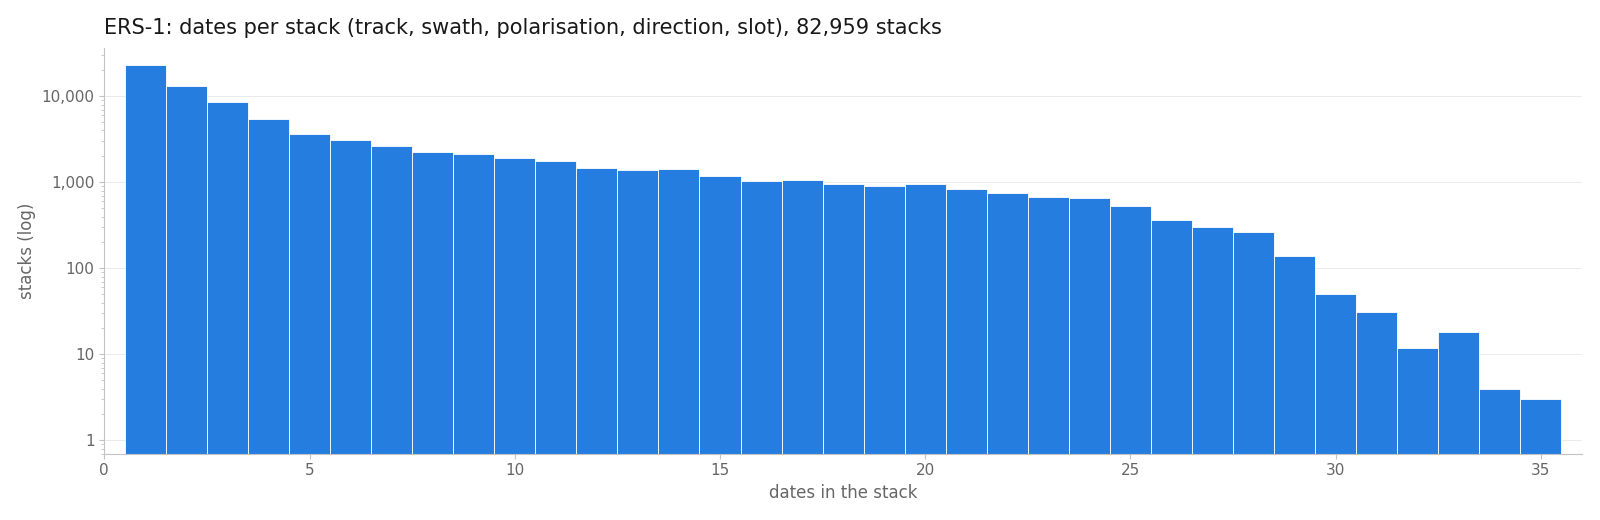 ERS-1: dates per stack (track, swath, polarisation, direction, slot), 82,959 stacks
stacks (log)
10,000
1,000
100
10
1
0 5 10 15 20 25 30 35
dates in the stack